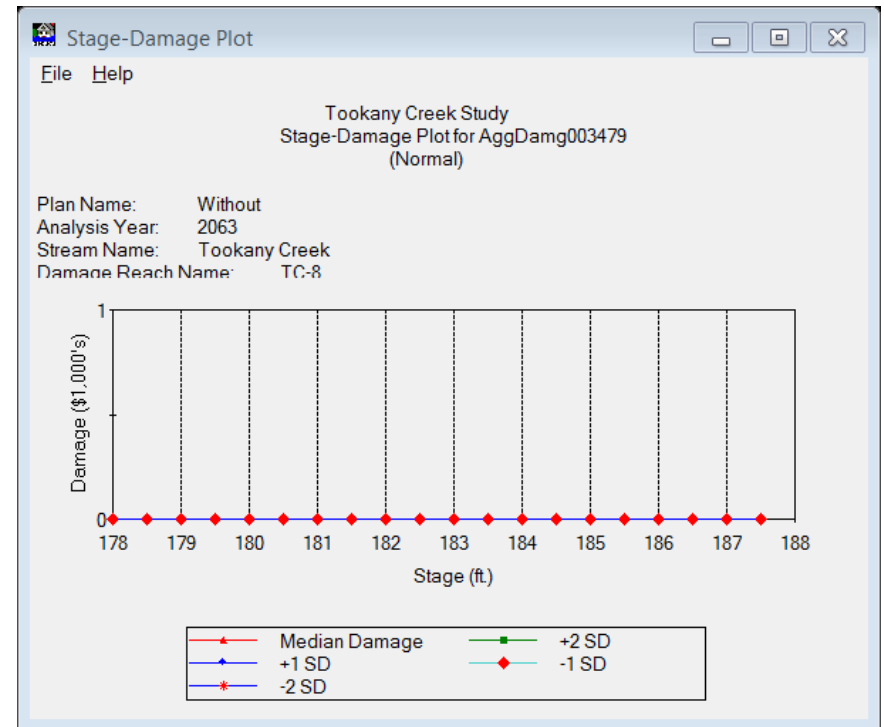 Stage-Damage Plot
File Help
Tookany Creek Study
Stage-Damage Plot for AggDamg003479
(Normal)
Plan Name: Without
Analysis Year: 2063
Stream Name: Tookany Creek
Damage Reach Name: TC-8
Damage ($1,000's)
1
0
178 179 180 181 182 183 184 185 186 187 188
Stage (ft.)
Median Damage +2 SD
+1 SD -1 SD
-2 SD